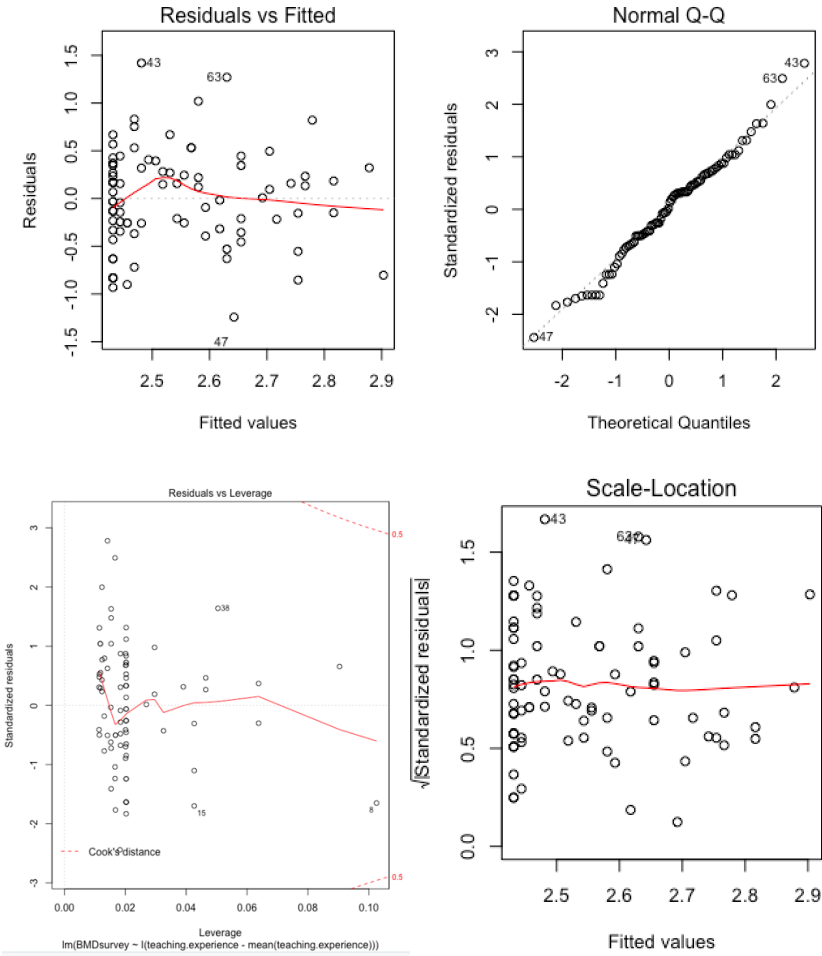 Residuals vs Fitted
Residuals
1.5
1.0
0.5
0.0
-0.5
-1.0
-1.5
43
63
47
2.5 2.6 2.7 2.8 2.9
Fitted values
Normal Q-Q
Standardized residuals
3
2
1
0
-1
-2
43
63
47
-2 -1 0 1 2
Theoretical Quantiles
Residuals vs Leverage
Standardized residuals
3
2
1
0
-1
-2
-3
0.5
38
15
8
Cook's distance
0.5
0.00 0.02 0.04 0.06 0.08 0.10
Leverage
lm(BMDsurvey ~ I(teaching.experience - mean(teaching.experience)))
Scale-Location
√|Standardized residuals|
1.5
1.0
0.5
0.0
43
63
47
2.5 2.6 2.7 2.8 2.9
Fitted values